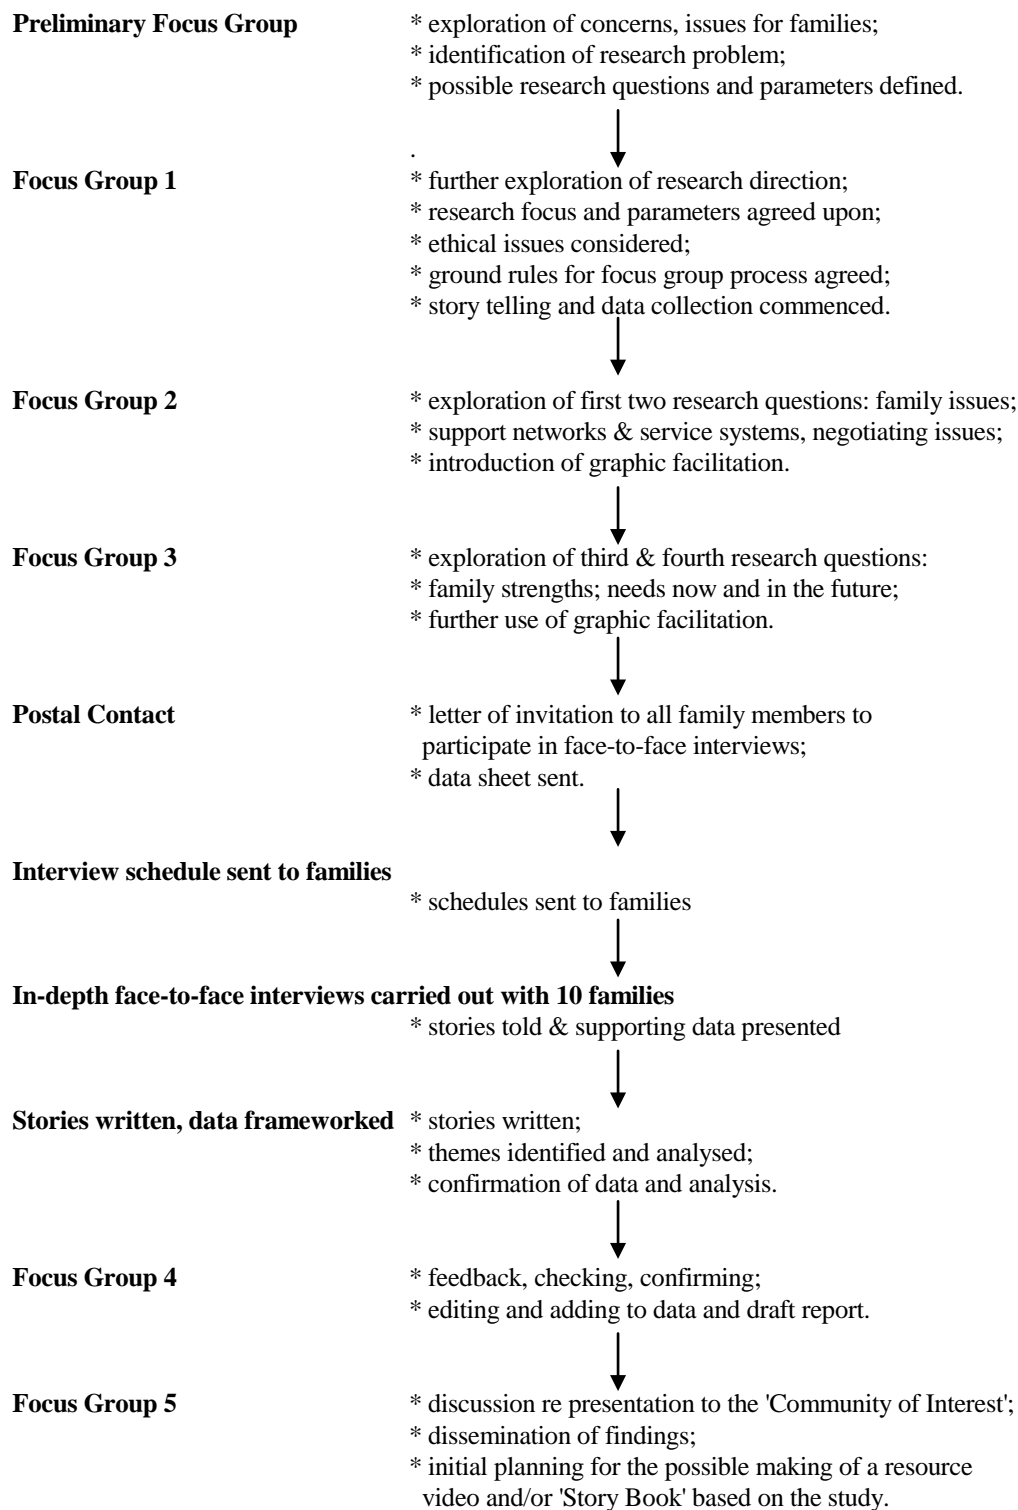 Preliminary Focus Group * exploration of concerns, issues for families;
* identification of research problem;
* possible research questions and parameters defined.
.
Focus Group 1 * further exploration of research direction;
* research focus and parameters agreed upon;
* ethical issues considered;
* ground rules for focus group process agreed;
* story telling and data collection commenced.
Focus Group 2 * exploration of first two research questions: family issues;
* support networks & service systems, negotiating issues;
* introduction of graphic facilitation.
Focus Group 3 * exploration of third & fourth research questions:
* family strengths; needs now and in the future;
* further use of graphic facilitation.
Postal Contact * letter of invitation to all family members to
participate in face-to-face interviews;
* data sheet sent.
Interview schedule sent to families
* schedules sent to families
In-depth face-to-face interviews carried out with 10 families
* stories told & supporting data presented
Stories written, data frameworked * stories written;
* themes identified and analysed;
* confirmation of data and analysis.
Focus Group 4 * feedback, checking, confirming;
* editing and adding to data and draft report.
Focus Group 5 * discussion re presentation to the 'Community of Interest';
* dissemination of findings;
* initial planning for the possible making of a resource
video and/or 'Story Book' based on the study.